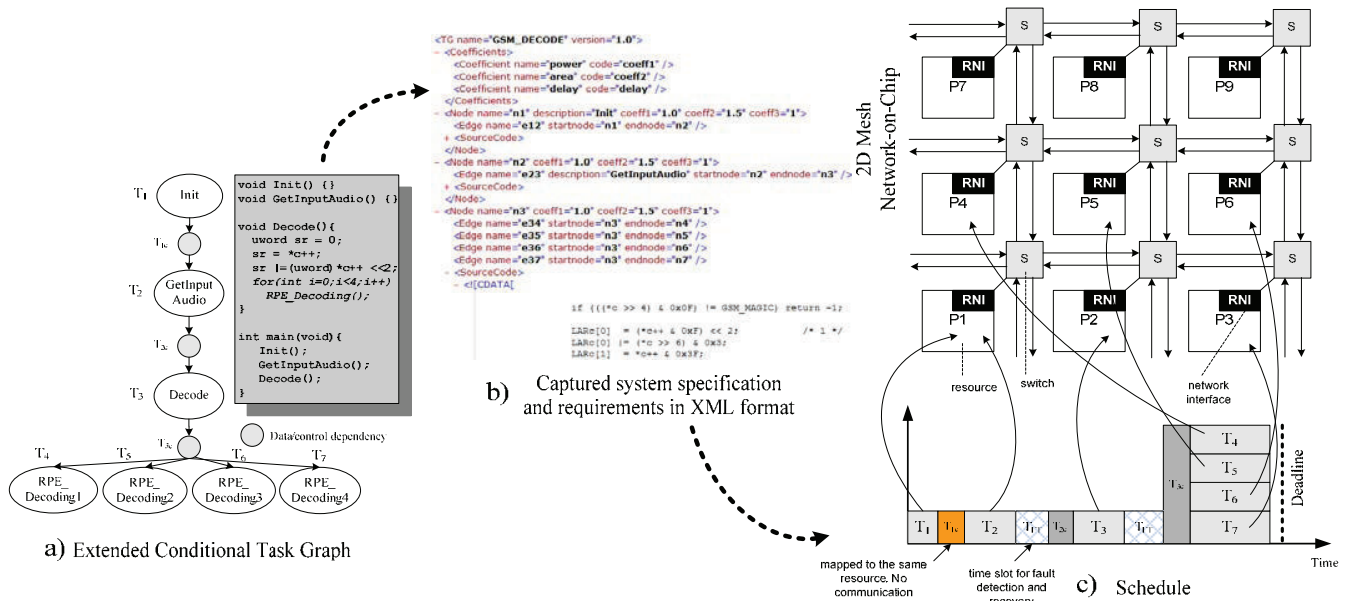 T1
Init
T1c
T2
GetInput
Audio
T2c
T3
Decode
T3c
Data/control dependency
T4
T5
T6
T7
RPE_
Decoding1
RPE_
Decoding2
RPE_
Decoding3
RPE_
Decoding4
void Init() {}
void GetInputAudio() {}
void Decode(){
uword sr = 0;
sr = *c++;
sr |=(uword)*c++ <<2;
for(int i=0;i<4;i++)
RPE_Decoding();
}
int main(void){
Init();
GetInputAudio();
Decode();
}
a) Extended Conditional Task Graph
<TG name="GSM_DECODE" version="1.0">
- <Coefficients>
<Coefficient name="power" code="coeff1" />
<Coefficient name="area" code="coeff2" />
<Coefficient name="delay" code="delay" />
</Coefficients>
- <Node name="n1" description="Init" coeff1="1.0" coeff2="1.5" coeff3="1">
<Edge name="e12" startnode="n1" endnode="n2" />
+ <SourceCode>
</Node>
- <Node name="n2" coeff1="1.0" coeff2="1.5" coeff3="1">
<Edge name="e23" description="GetInputAudio" startnode="n2" endnode="n3" />
+ <SourceCode>
</Node>
- <Node name="n3" coeff1="1.0" coeff2="1.5" coeff3="1">
<Edge name="e34" startnode="n3" endnode="n4" />
<Edge name="e35" startnode="n3" endnode="n5" />
<Edge name="e36" startnode="n3" endnode="n6" />
<Edge name="e37" startnode="n3" endnode="n7" />
- <SourceCode>
- <![CDATA[
if (((*c >> 4) & 0x0F) != GSM_MAGIC) return -1;
LARc[0] = (*c++ & 0xF) << 2; /* 1 */
LARc[0] |= (*c >> 6) & 0x3;
LARc[1] = *c++ & 0x3F;
b) Captured system specification
and requirements in XML format
2D Mesh
Network-on-Chip
S
S
S
RNI
P7
RNI
P8
RNI
P9
S
S
S
RNI
P4
RNI
P5
RNI
P6
S
S
S
RNI
P1
RNI
P2
RNI
P3
resource
switch
network
interface
T1
T1c
T2
TFT
T2c
T3
TFT
T3c
T4
T5
T6
T7
Deadline
Time
mapped to the same
resource. No
communication
time slot for fault
detection and
recovery
c) Schedule